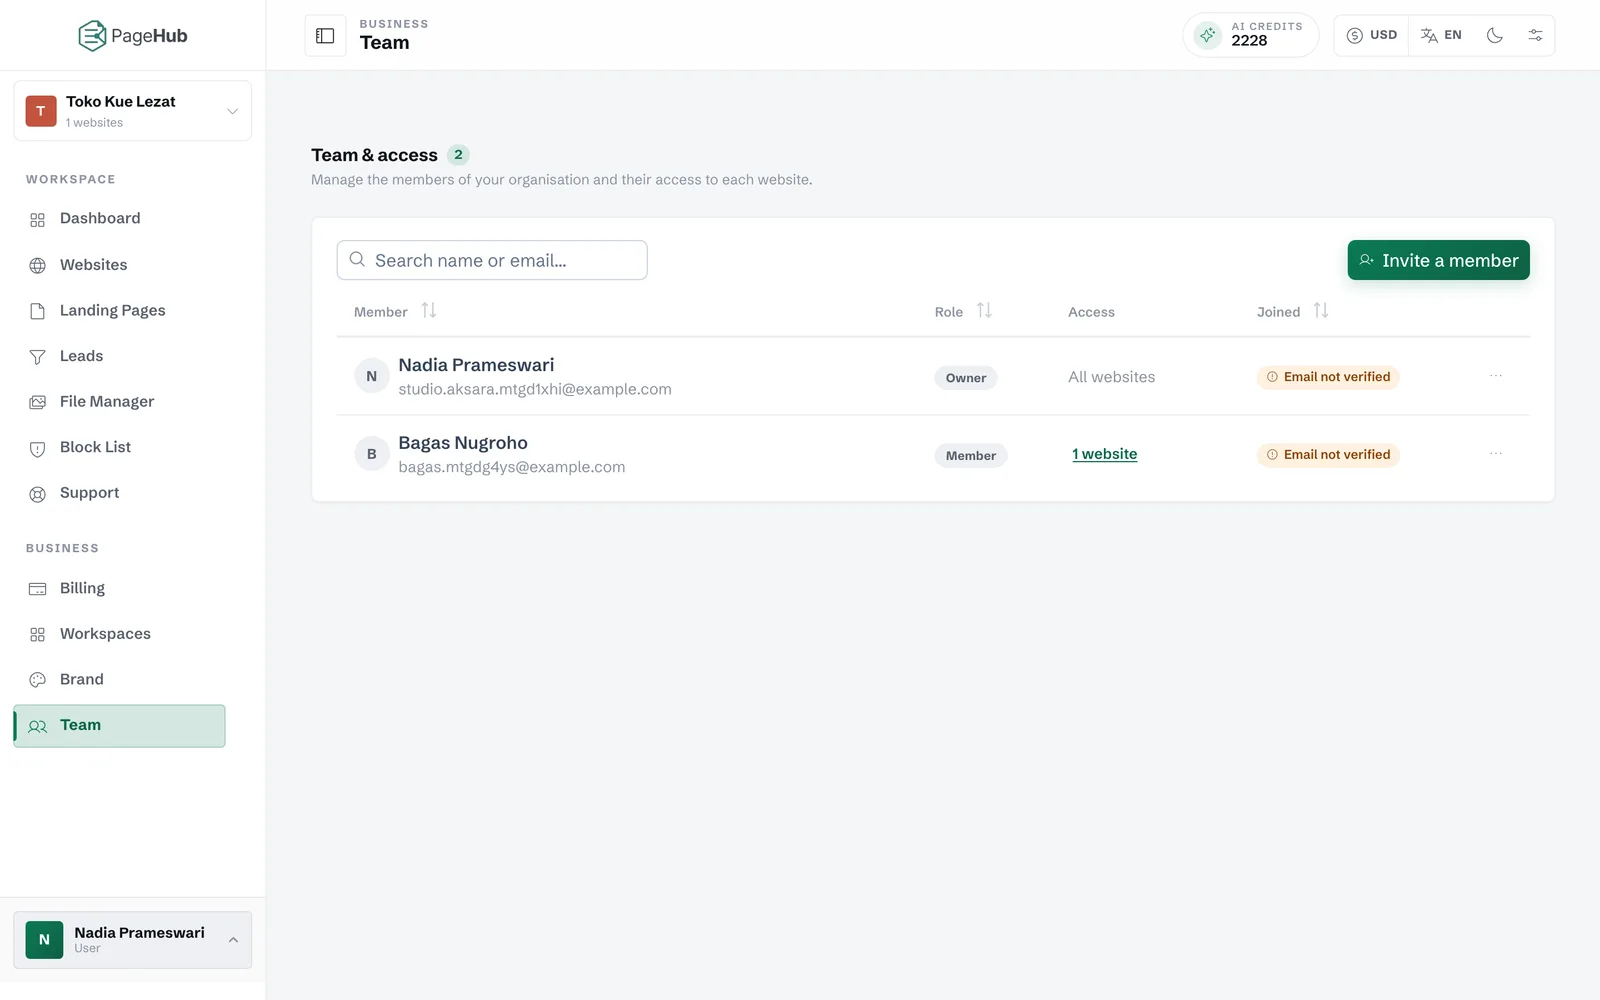 PageHub
BUSINESS
Team
AI CREDITS
2228
USD
EN
T
Toko Kue Lezat
1 websites
WORKSPACE
Dashboard
Websites
Landing Pages
Leads
File Manager
Block List
Support
BUSINESS
Billing
Workspaces
Brand
Team
N
Nadia Prameswari
User
Team & access 2
Manage the members of your organisation and their access to each website.
Search name or email...
Invite a member
Member Role Access Joined
N
Nadia Prameswari
studio.aksara.mtgd1xhi@example.com
Owner
All websites
Email not verified
...
B
Bagas Nugroho
bagas.mtgdg4ys@example.com
Member
1 website
Email not verified
...